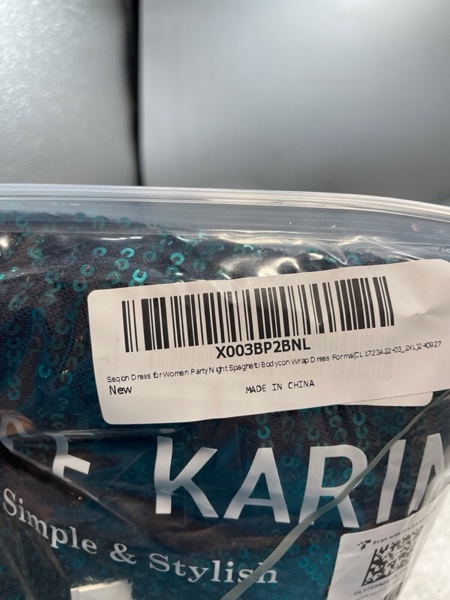 X003BP2BNL
Seqion Dress for Women Party Night Spaghetti Bodycon Wrap Dress Forma(CL1723A22-03_2XL)240927
New MADE IN CHINA
KARIN
Simple & Stylish